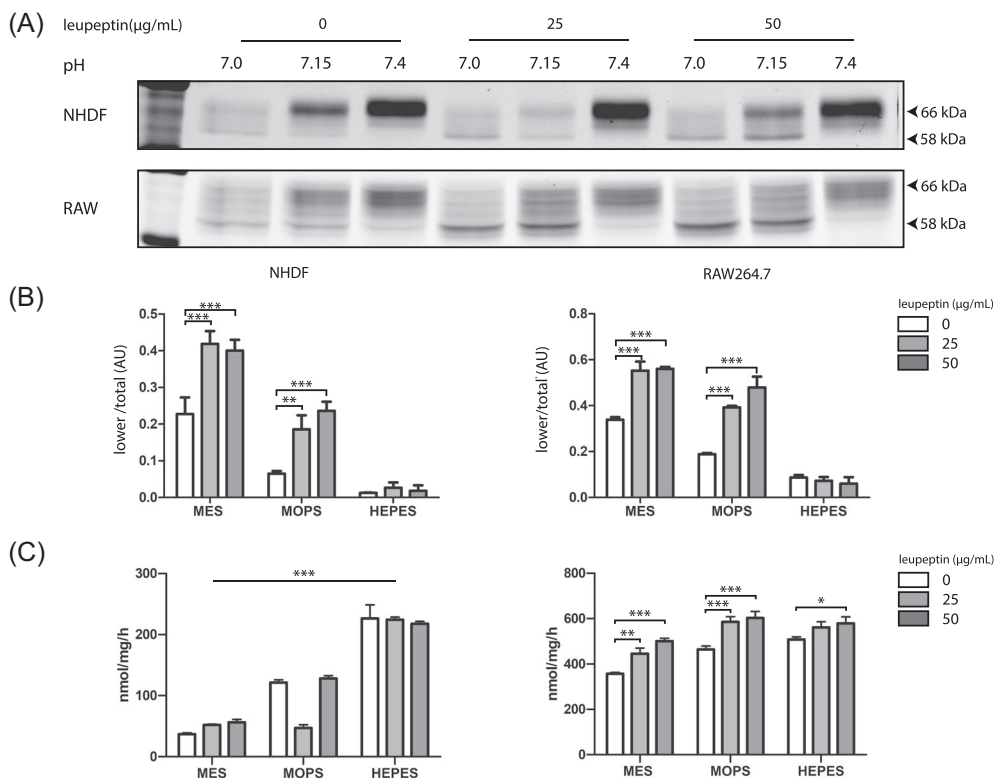 (A)
leupeptin(µg/mL) 0 25 50
pH 7.0 7.15 7.4 7.0 7.15 7.4 7.0 7.15 7.4
NHDF
66 kDa
58 kDa
RAW
66 kDa
58 kDa
NHDF
RAW264.7
(B)
lower /total (AU)
0.5
0.4
0.3
0.2
0.1
0.0
***
***
**
***
MES MOPS HEPES
lower/total (AU)
0.8
0.6
0.4
0.2
0.0
***
***
***
***
MES MOPS HEPES
leupeptin (µg/mL)
0
25
50
(C)
nmol/mg/h
300
200
100
0
***
MES MOPS HEPES
nmol/mg/h
800
600
400
200
0
***
**
***
***
*
MES MOPS HEPES
leupeptin (µg/mL)
0
25
50